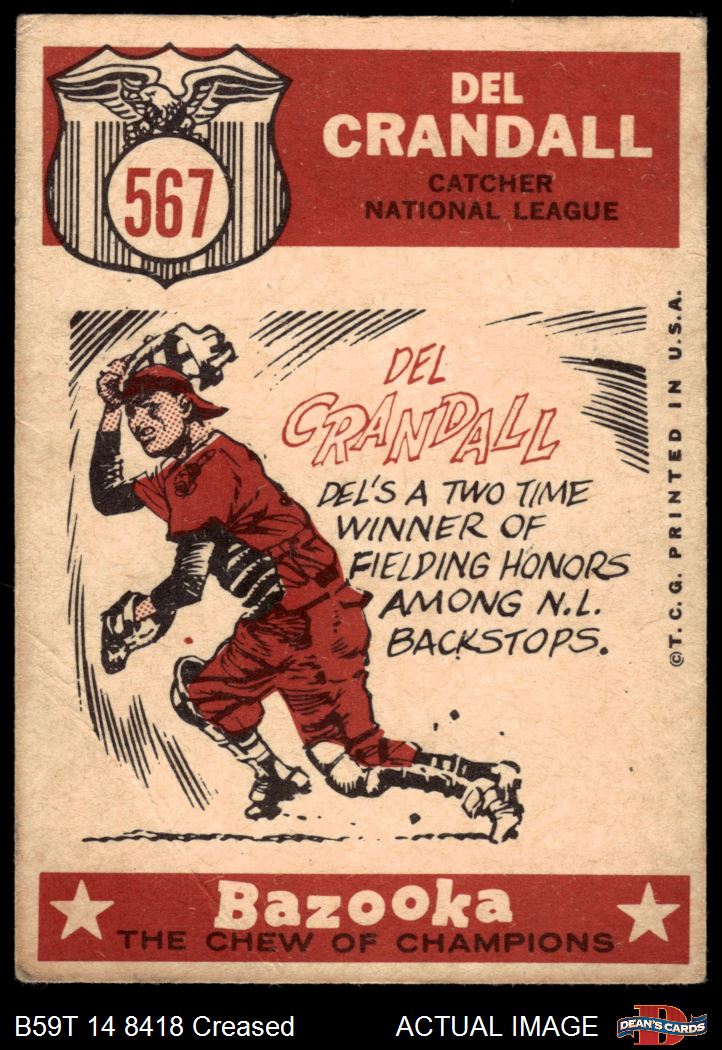 567
DEL
CRANDALL
CATCHER
NATIONAL LEAGUE
DEL
CRANDALL
DEL'S A TWO TIME
WINNER OF
FIELDING HONORS
AMONG N.L.
BACKSTOPS.
©T.C.G. PRINTED IN U.S.A.
Bazooka
THE CHEW OF CHAMPIONS
B59T 14 8418 Creased
ACTUAL IMAGE
D
DEAN'S CARDS